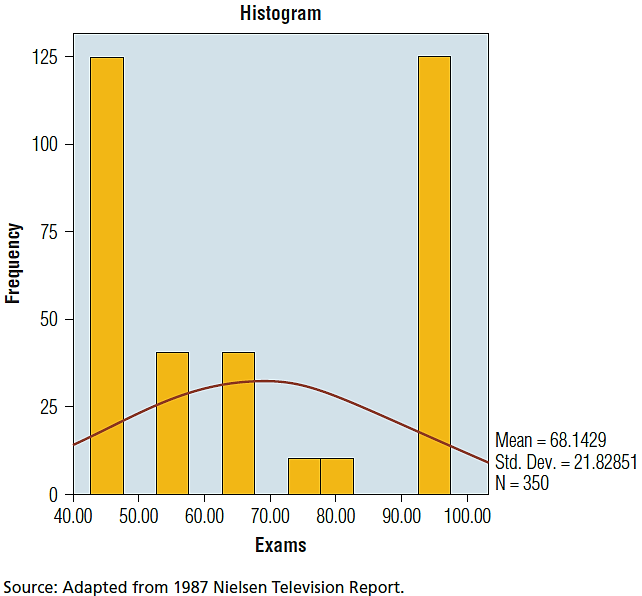 Histogram
125
100
75
50
25
0
Frequency
40.00 50.00 60.00 70.00 80.00 90.00 100.00
Exams
Mean = 68.1429
Std. Dev. = 21.82851
N = 350
Source: Adapted from 1987 Nielsen Television Report.